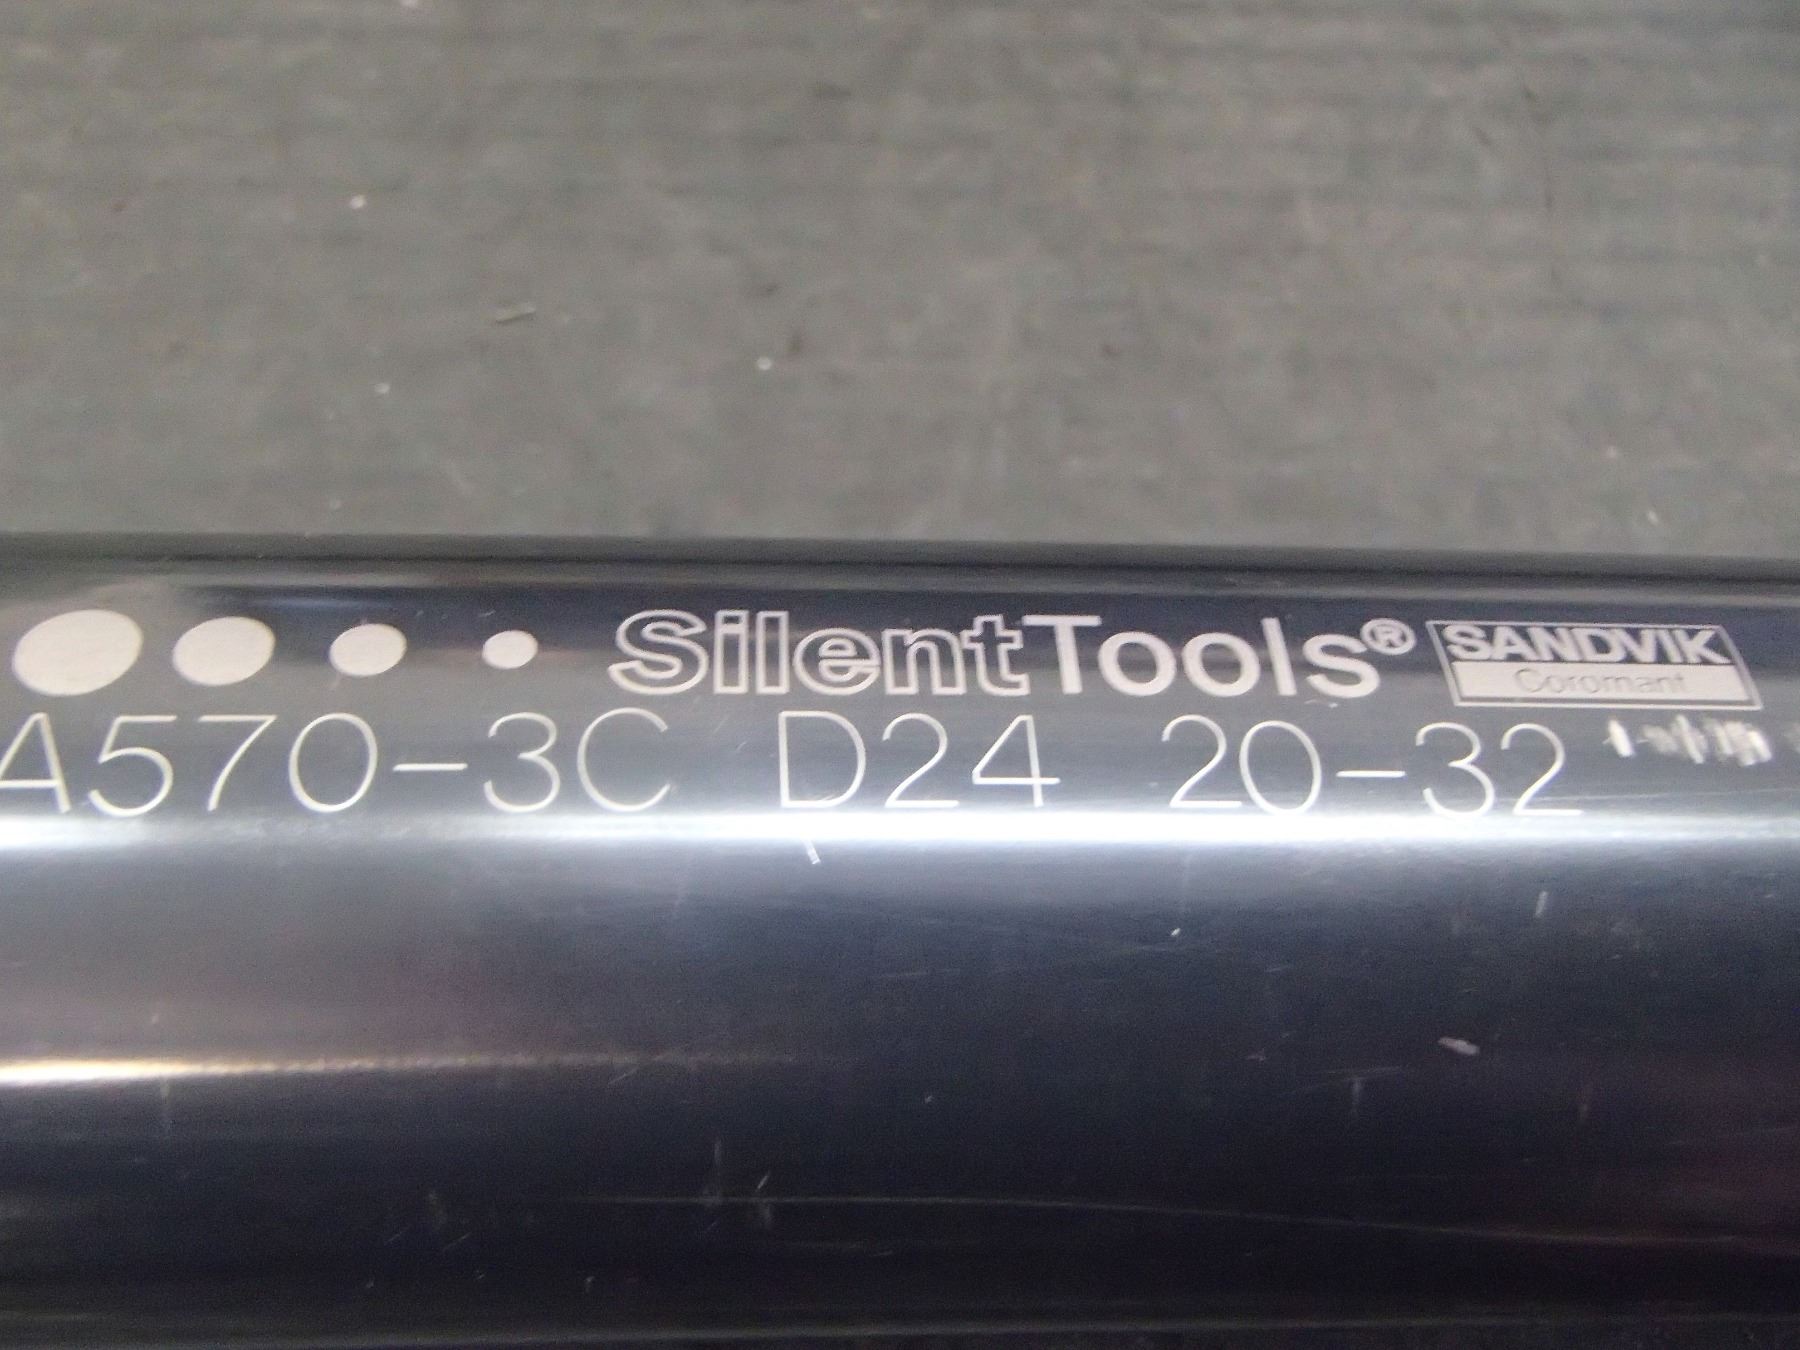 SilentTools® SANDVIK Coromant
A570-3C D24 20-32